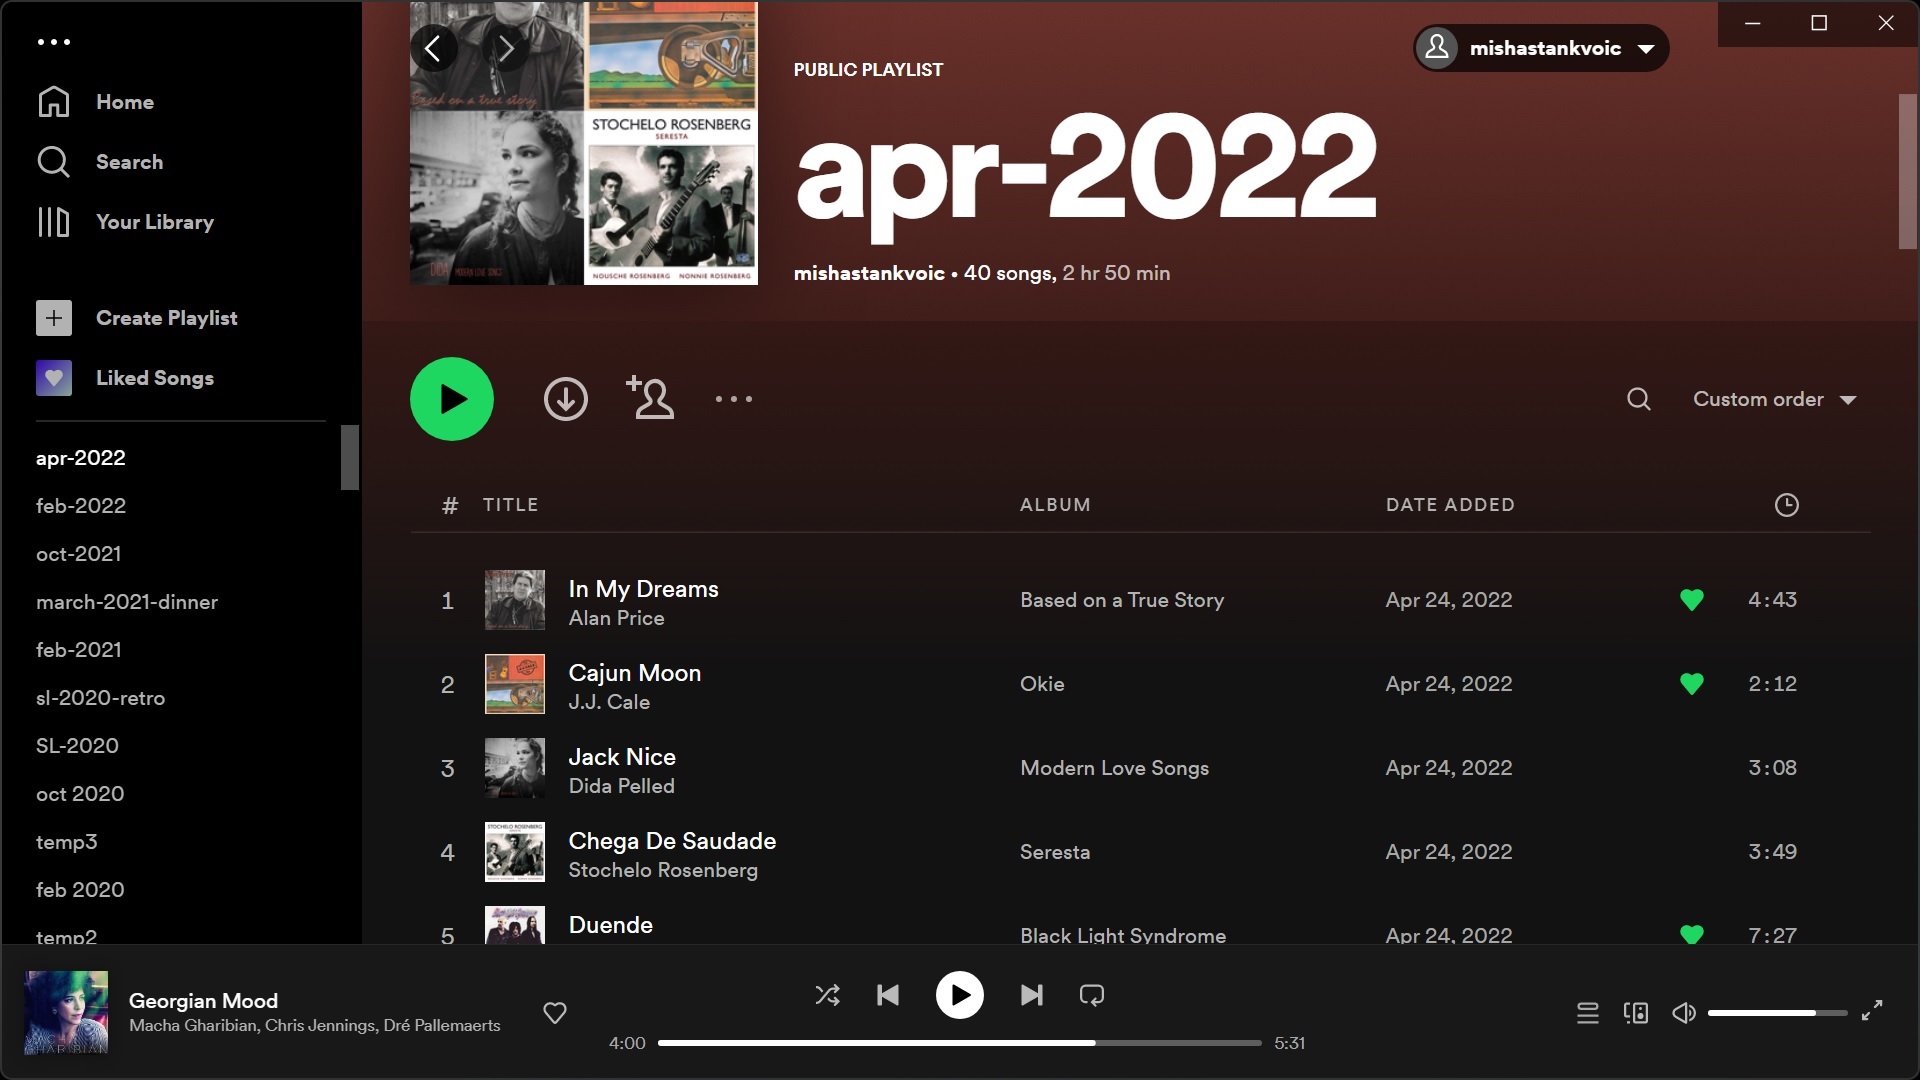 Home
Search
Your Library
Create Playlist
Liked Songs
apr-2022
feb-2022
oct-2021
march-2021-dinner
feb-2021
sl-2020-retro
SL-2020
oct 2020
temp3
feb 2020
temp2
Based on a true story
DIDA MODERN LOVE SONGS
STOCHELO ROSENBERG
SERESTA
NOUSCHE ROSENBERG NONNIE ROSENBERG
mishastankvoic
PUBLIC PLAYLIST
apr-2022
mishastankvoic • 40 songs, 2 hr 50 min
Custom order
# TITLE ALBUM DATE ADDED
1 In My Dreams Based on a True Story Apr 24, 2022 4:43
Alan Price
2 Cajun Moon Okie Apr 24, 2022 2:12
J.J. Cale
3 Jack Nice Modern Love Songs Apr 24, 2022 3:08
Dida Pelled
4 Chega De Saudade Seresta Apr 24, 2022 3:49
Stochelo Rosenberg
5 Duende Black Light Syndrome Apr 24, 2022 7:27
MACHA
GHARIBIAN
Georgian Mood
Macha Gharibian, Chris Jennings, Dré Pallemaerts
4:00 5:31